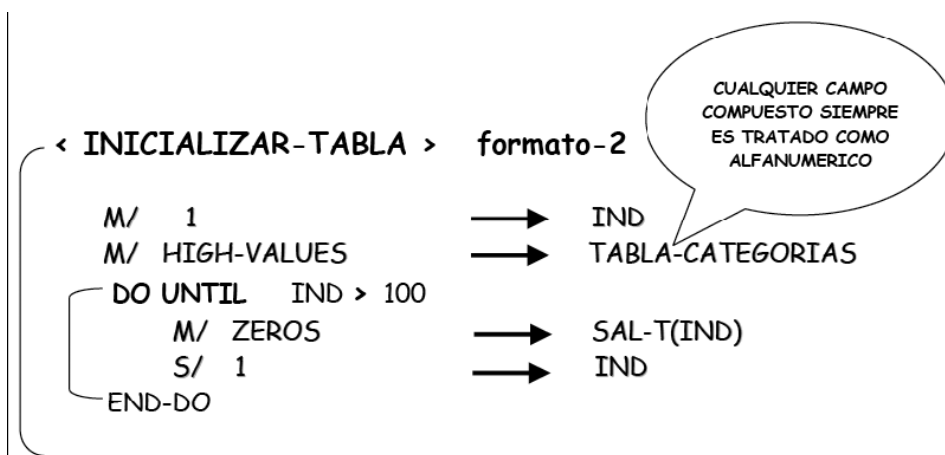 CUALQUIER CAMPO
COMPUESTO SIEMPRE
ES TRATADO COMO
ALFANUMERICO
< INICIALIZAR-TABLA > formato-2
M/ 1 IND
M/ HIGH-VALUES TABLA-CATEGORIAS
DO UNTIL IND > 100
M/ ZEROS SAL-T(IND)
S/ 1 IND
END-DO